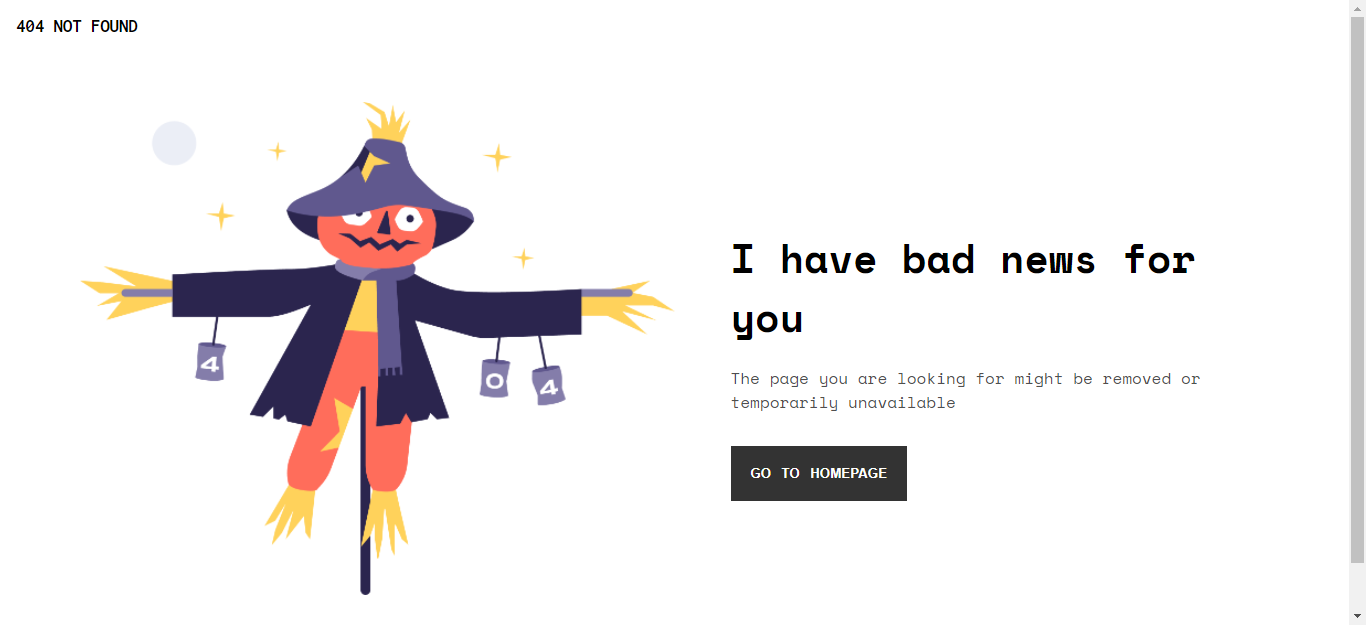 404 NOT FOUND
4
0
4
I have bad news for
you
The page you are looking for might be removed or
temporarily unavailable
GO TO HOMEPAGE